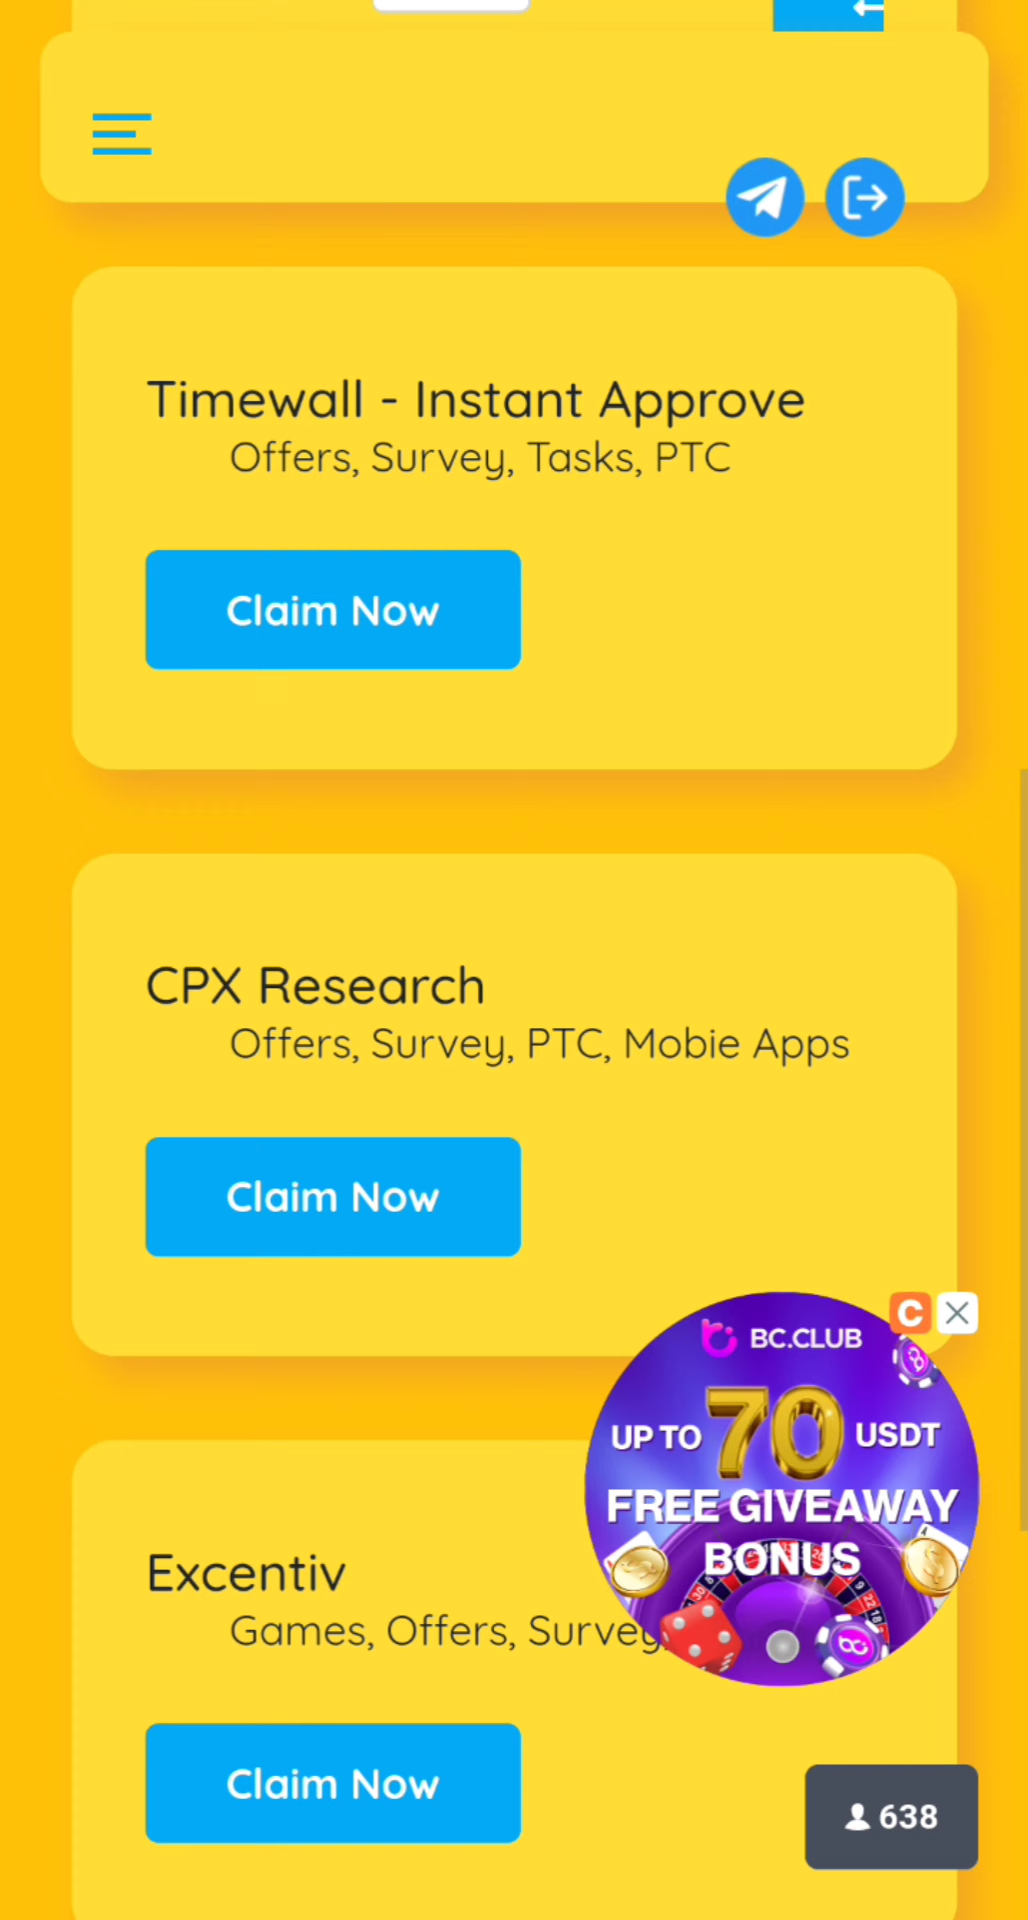 Timewall - Instant Approve
Offers, Survey, Tasks, PTC
Claim Now
CPX Research
Offers, Survey, PTC, Mobie Apps
Claim Now
C
BC.CLUB
UP TO 70 USDT
FREE GIVEAWAY
BONUS
Excentiv
Games, Offers, Survey,
Claim Now
638